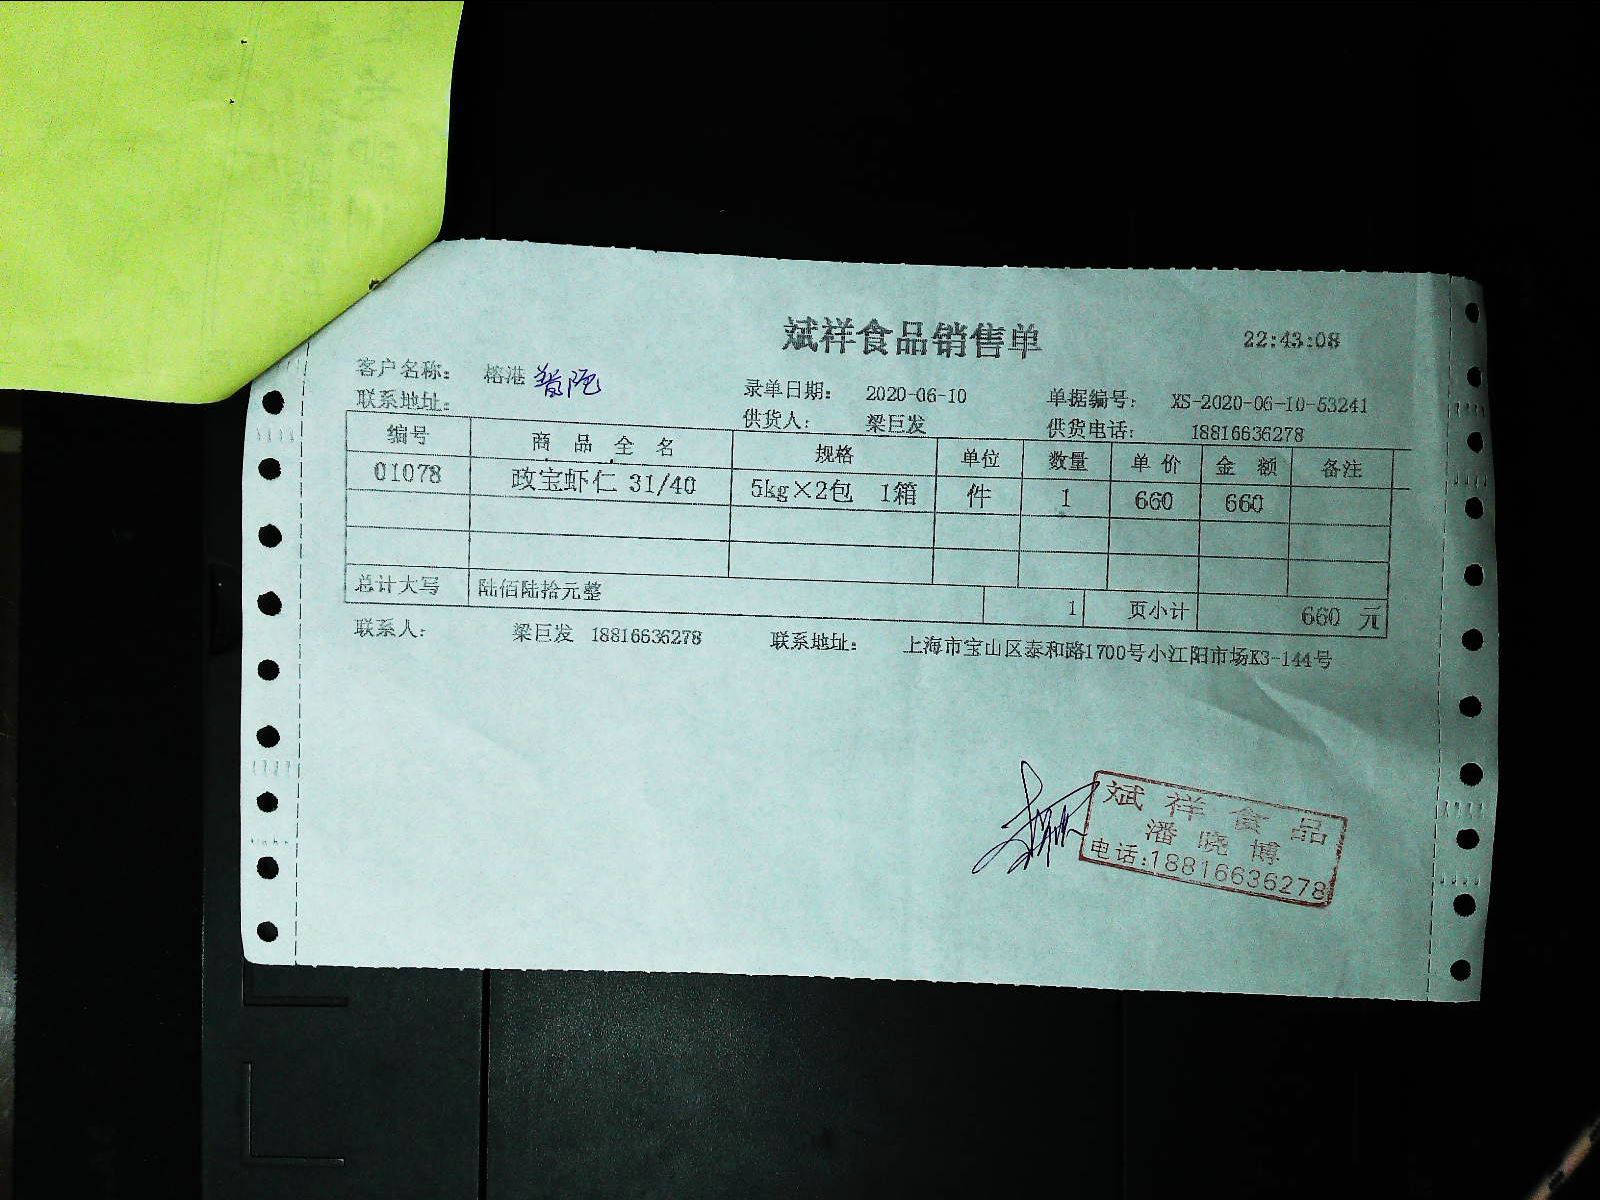 斌祥食品销售单 22:43:08
客户名称： 榕港 普陀 录单日期： 2020-06-10 单据编号： XS-2020-06-10-53241
联系地址： 供货人： 梁巨发 供货电话： 18816636278
编号 商品全名 规格 单位 数量 单价 金额 备注
01078 政宝虾仁 31/40 5kg×2包 1箱 件 1 660 660
总计大写 陆佰陆拾元整 1 页小计 660 元
联系人： 梁巨发 18816636278 联系地址： 上海市宝山区泰和路1700号小江阳市场K3-144号
斌祥食品
潘晓博
电话:18816636278